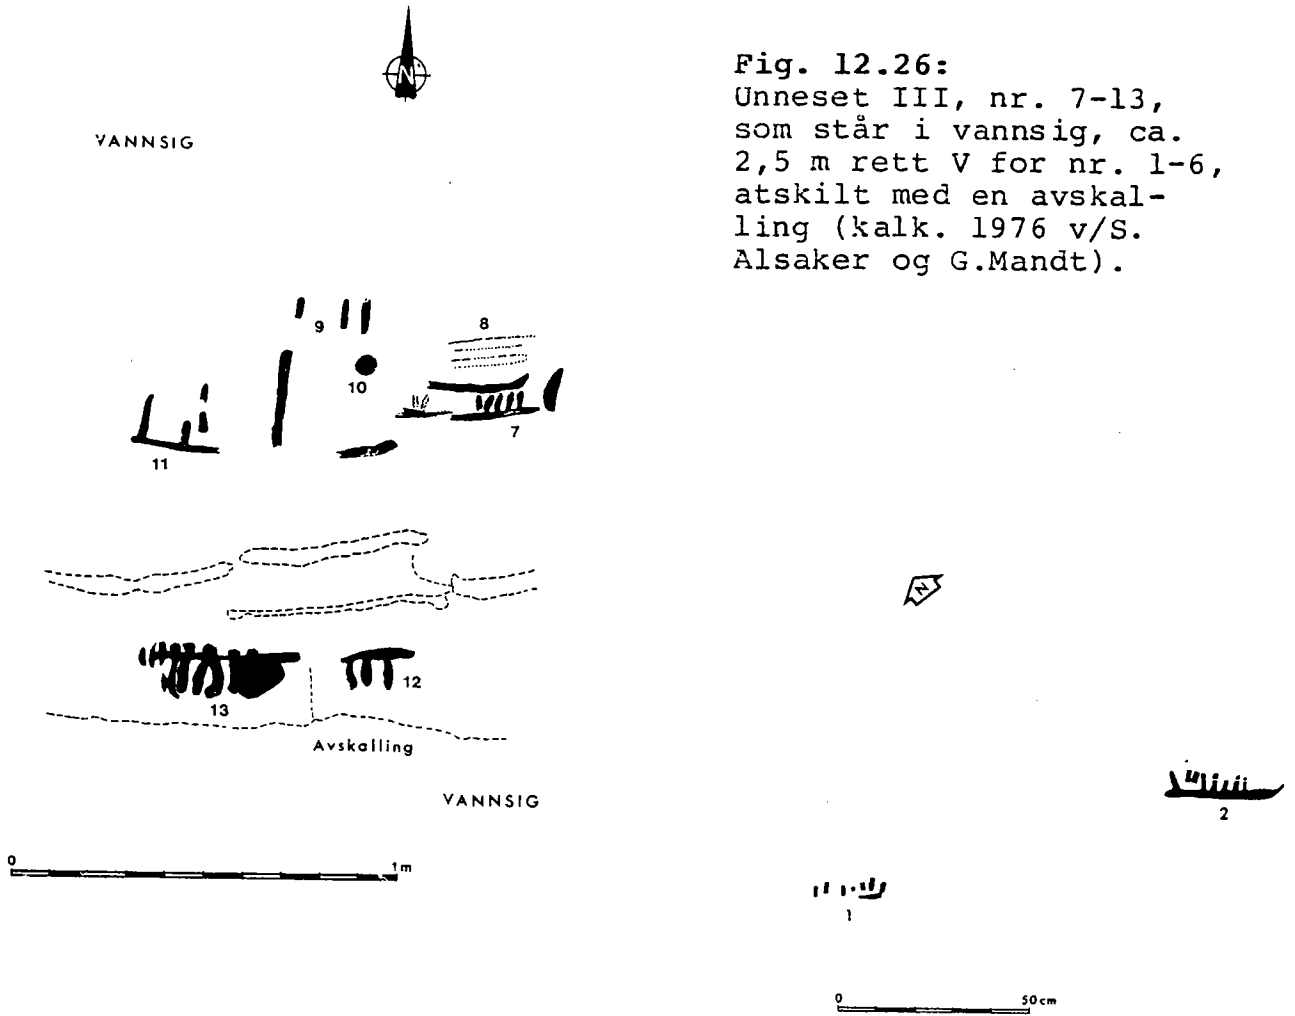 N
VANNSIG
Fig. 12.26:
Unneset III, nr. 7-13,
som står i vannsig, ca.
2,5 m rett V for nr. 1-6,
atskilt med en avskal-
ling (kalk. 1976 v/S.
Alsaker og G.Mandt).
9
8
10
7
11
N
13
12
Avskalling
VANNSIG
0 1m
2
1
0 50cm